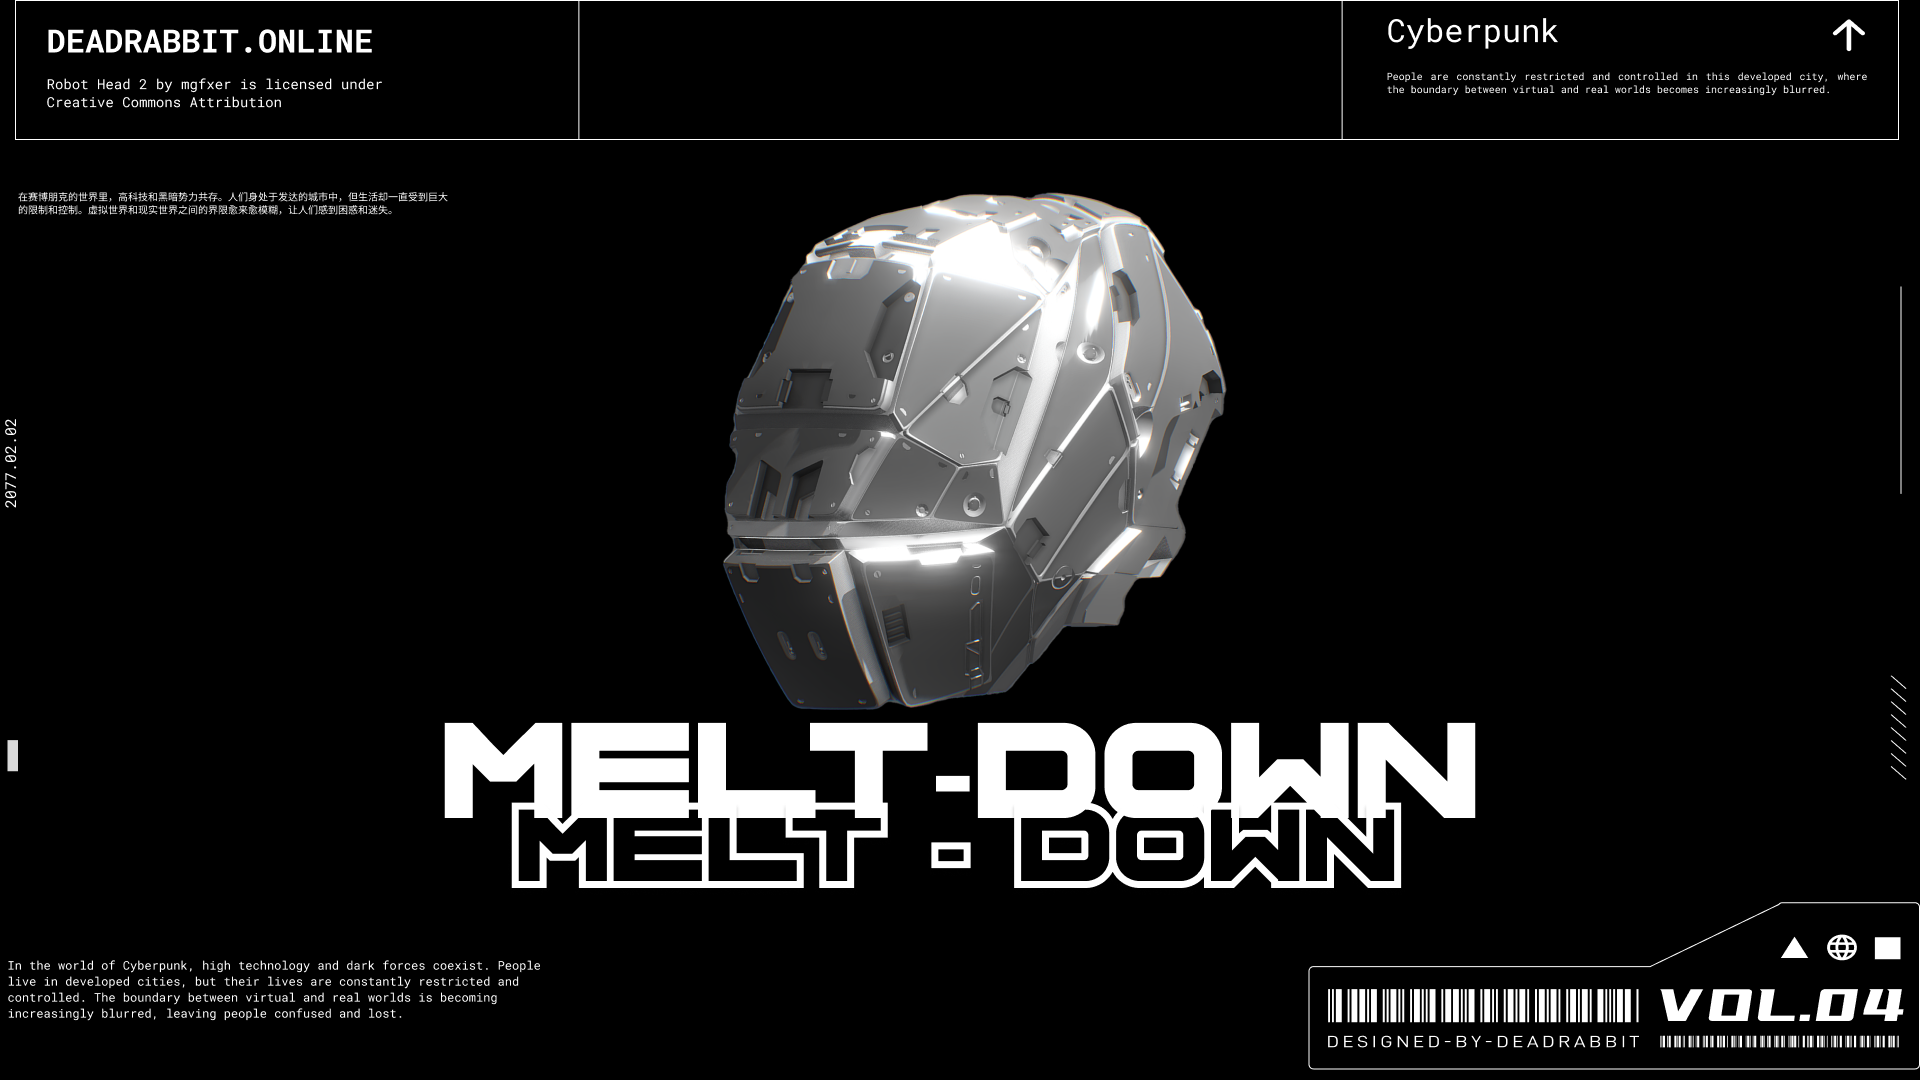 DEADRABBIT.ONLINE
Robot Head 2 by mgfxer is licensed under
Creative Commons Attribution
Cyberpunk
People are constantly restricted and controlled in this developed city, where
the boundary between virtual and real worlds becomes increasingly blurred.
在赛博朋克的世界里，高科技和黑暗势力共存。人们身处于发达的城市中，但生活却一直受到巨大
的限制和控制。虚拟世界和现实世界之间的界限愈来愈模糊，让人们感到困惑和迷失。
2077.02.02
MELT-DOWN
MELT-DOWN
In the world of Cyberpunk, high technology and dark forces coexist. People
live in developed cities, but their lives are constantly restricted and
controlled. The boundary between virtual and real worlds is becoming
increasingly blurred, leaving people confused and lost.
VOL.04
DESIGNED-BY-DEADRABBIT